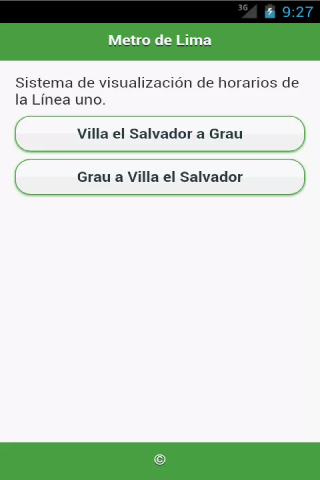 3G 9:27
Metro de Lima
Sistema de visualización de horarios de
la Línea uno.
Villa el Salvador a Grau
Grau a Villa el Salvador
©